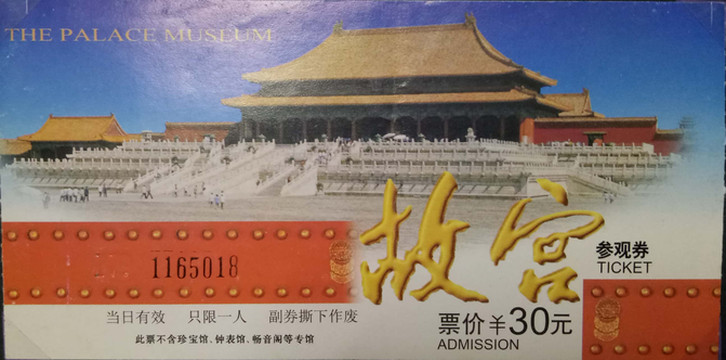 THE PALACE MUSEUM
故宫
参观券
TICKET
1165018
当日有效 只限一人 副券撕下作废
票价￥30元
ADMISSION
此票不含珍宝馆、钟表馆、畅音阁等专馆